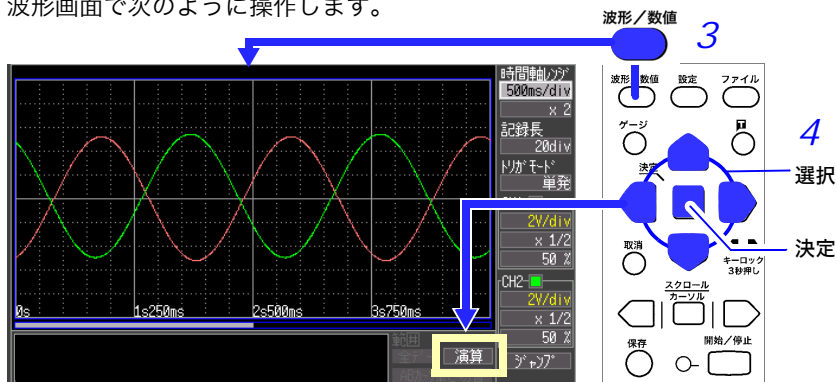 波形画面で次のように操作します。
波形／数値
3
時間軸ﾚﾝｼﾞ
500ms/div
x 2
記録長
20div
ﾄﾘｶﾞﾓｰﾄﾞ
単発
2V/div
x 1/2
50 %
CH2-
2V/div
x 1/2
50 %
ｼﾞｬﾝﾌﾟ
0s
1s250ms
2s500ms
3s750ms
範囲
演算
波形 数値
設定
ファイル
ゲージ
T
4
選択
決定
決定
取消
キーロック
3秒押し
スクロール
カーソル
保存
開始／停止